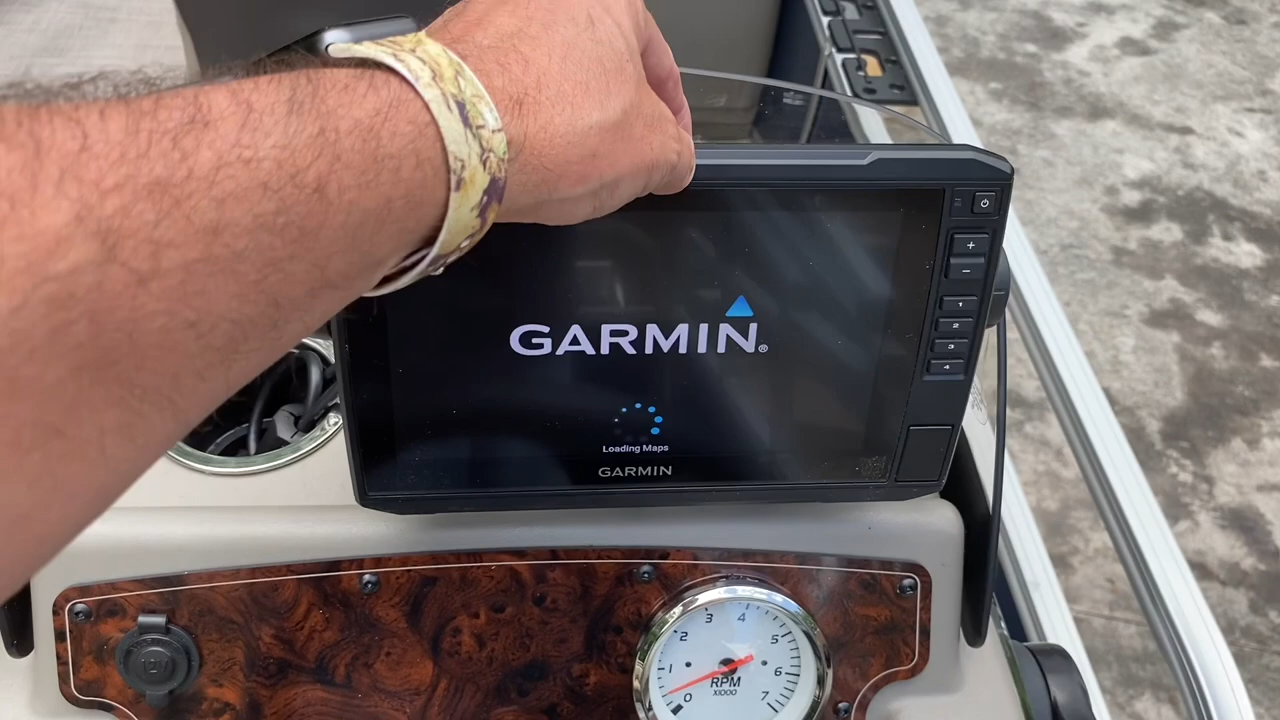 +
−
1
2
3
4
GARMIN®
Loading Maps
GARMIN
12V
0
1
2
3
4
5
6
7
RPM
X1000